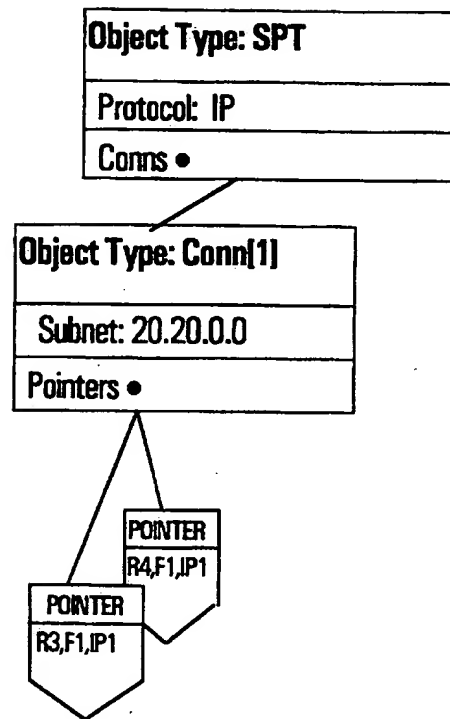 Object Type: SPT
Protocol: IP
Conns •
Object Type: Conn[1]
Subnet: 20.20.0.0
Pointers •
POINTER
R4,F1,IP1
POINTER
R3,F1,IP1